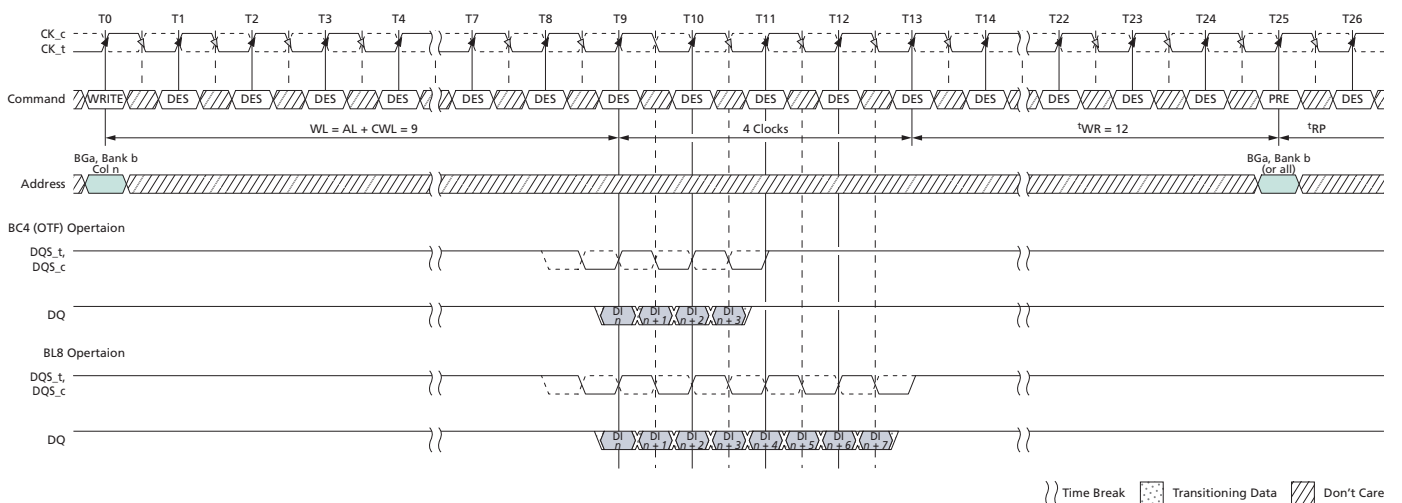 T0 T1 T2 T3 T4 T7 T8 T9 T10 T11 T12 T13 T14 T22 T23 T24 T25 T26
CK_c
CK_t
Command WRITE DES DES DES DES DES DES DES DES DES DES DES DES DES DES DES PRE DES
WL = AL + CWL = 9 4 Clocks tWR = 12 tRP
BGa, Bank b
Col n
BGa, Bank b
(or all)
Address
BC4 (OTF) Opertaion
DQS_t,
DQS_c
DQ DI n DI n + 1 DI n + 2 DI n + 3
BL8 Opertaion
DQS_t,
DQS_c
DQ DI n DI n + 1 DI n + 2 DI n + 3 DI n + 4 DI n + 5 DI n + 6 DI n + 7
Time Break Transitioning Data Don't Care